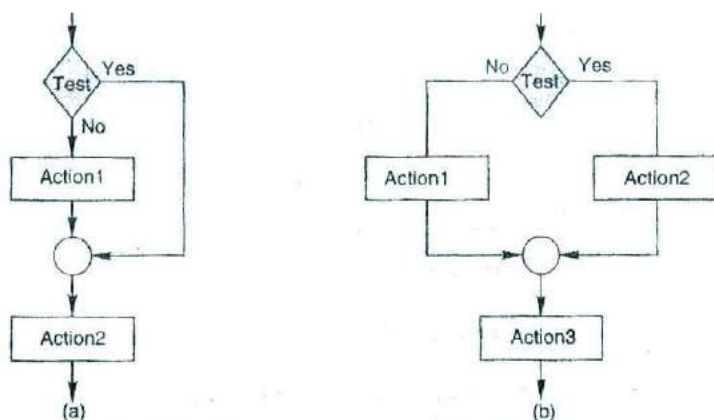 Yes
Test
No
Action1
Action2
(a)
No
Yes
Test
Action1
Action2
Action3
(b)